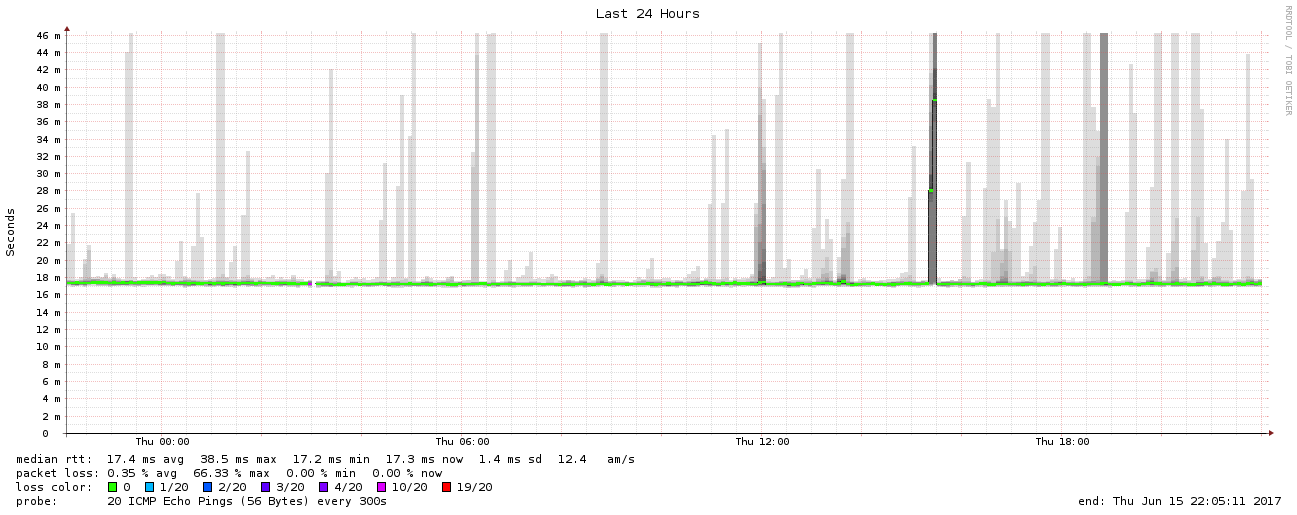 Last 24 Hours
RRDTOOL / TOBI OETIKER
Seconds
46 m
44 m
42 m
40 m
38 m
36 m
34 m
32 m
30 m
28 m
26 m
24 m
22 m
20 m
18 m
16 m
14 m
12 m
10 m
8 m
6 m
4 m
2 m
0
Thu 00:00 Thu 06:00 Thu 12:00 Thu 18:00
median rtt: 17.4 ms avg 38.5 ms max 17.2 ms min 17.3 ms now 1.4 ms sd 12.4 am/s
packet loss: 0.35 % avg 66.33 % max 0.00 % min 0.00 % now
loss color: 0 1/20 2/20 3/20 4/20 10/20 19/20
probe: 20 ICMP Echo Pings (56 Bytes) every 300s end: Thu Jun 15 22:05:11 2017